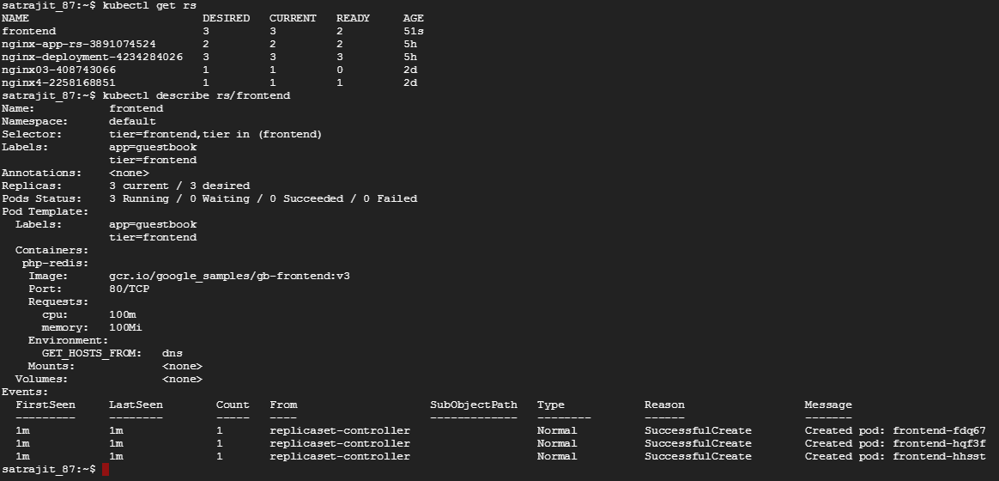 satrajit_87:~$ kubectl get rs
NAME                          DESIRED   CURRENT   READY     AGE
frontend                      3         3         2         51s
nginx-app-rs-3891074524       2         2         2         5h
nginx-deployment-4234284026   3         3         3         5h
nginx03-408743066             1         1         0         2d
nginx4-2258168851             1         1         1         2d
satrajit_87:~$ kubectl describe rs/frontend
Name:           frontend
Namespace:      default
Selector:       tier=frontend,tier in (frontend)
Labels:         app=guestbook
                tier=frontend
Annotations:    <none>
Replicas:       3 current / 3 desired
Pods Status:    3 Running / 0 Waiting / 0 Succeeded / 0 Failed
Pod Template:
  Labels:       app=guestbook
                tier=frontend
  Containers:
   php-redis:
    Image:      gcr.io/google_samples/gb-frontend:v3
    Port:       80/TCP
    Requests:
      cpu:      100m
      memory:   100Mi
    Environment:
      GET_HOSTS_FROM:   dns
    Mounts:             <none>
  Volumes:              <none>
Events:
  FirstSeen     LastSeen        Count   From                    SubObjectPath   Type            Reason                  Message
  ---------     --------        -----   ----                    -------------   --------        ------                  -------
  1m            1m              1       replicaset-controller                   Normal          SuccessfulCreate        Created pod: frontend-fdq67
  1m            1m              1       replicaset-controller                   Normal          SuccessfulCreate        Created pod: frontend-hqf3f
  1m            1m              1       replicaset-controller                   Normal          SuccessfulCreate        Created pod: frontend-hhsst
satrajit_87:~$